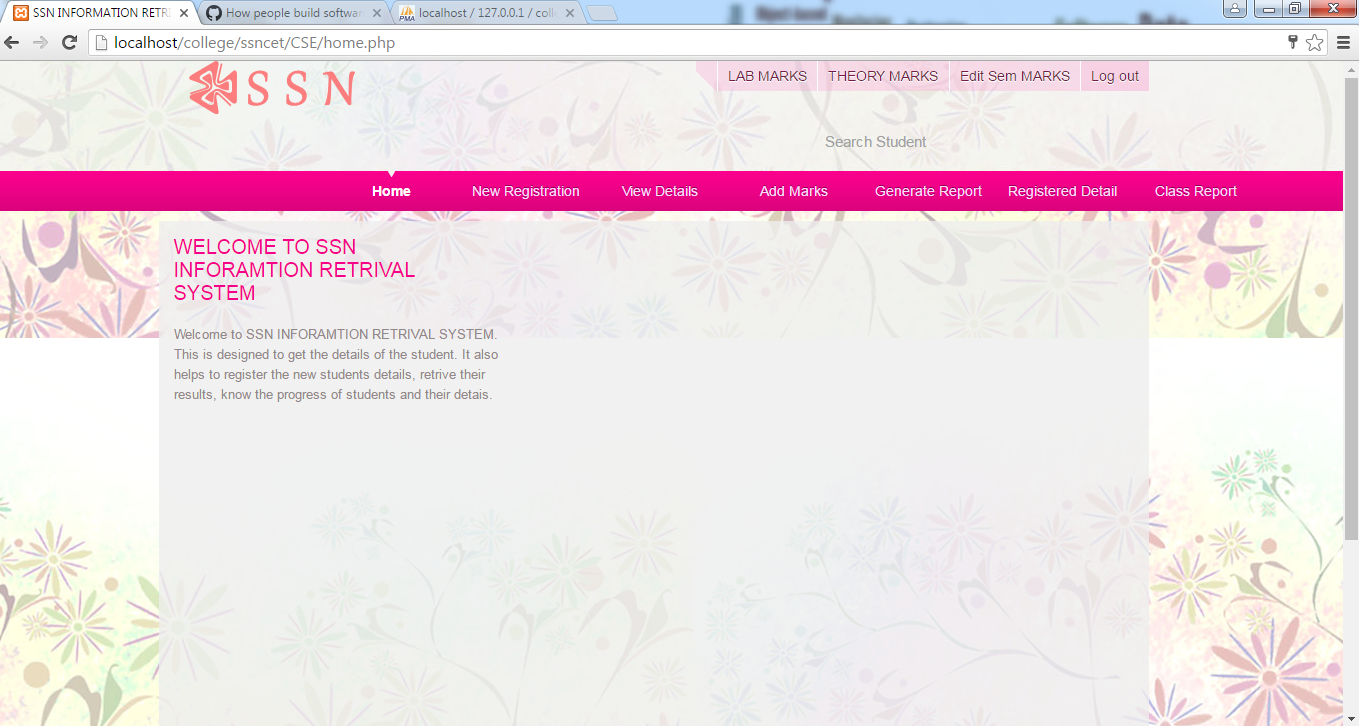 SSN INFORMATION RETRI
How people build softwar
localhost / 127.0.0.1 / coll
localhost/college/ssncet/CSE/home.php
S S N
LAB MARKS THEORY MARKS Edit Sem MARKS Log out
Search Student
Home New Registration View Details Add Marks Generate Report Registered Detail Class Report
WELCOME TO SSN
INFORAMTION RETRIVAL
SYSTEM
Welcome to SSN INFORAMTION RETRIVAL SYSTEM.
This is designed to get the details of the student. It also
helps to register the new students details, retrive their
results, know the progress of students and their detais.